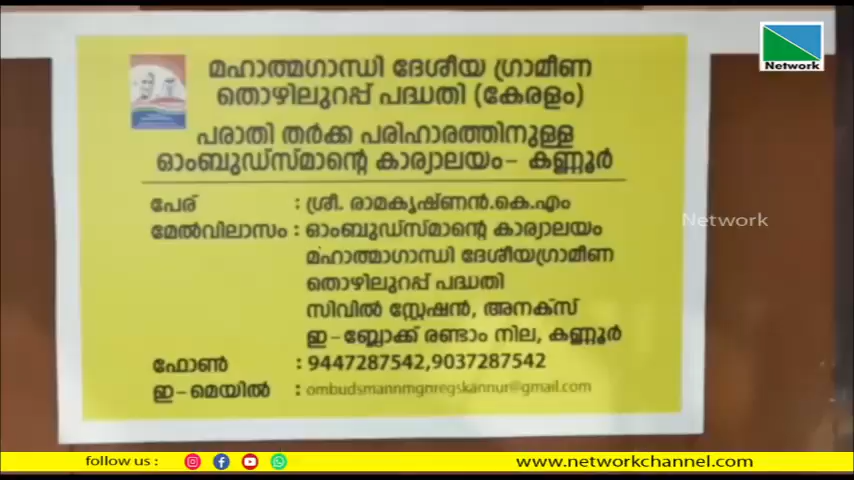 മഹാത്മഗാന്ധി ദേശീയ ഗ്രാമീണ
തൊഴിലുറപ്പ് പദ്ധതി (കേരളം)
പരാതി തർക്ക പരിഹാരത്തിനുള്ള
ഓംബുഡ്സ്മാന്റെ കാര്യാലയം- കണ്ണൂർ
പേര് : ശ്രീ. രാമകൃഷ്ണൻ.കെ.എം
മേൽവിലാസം : ഓംബുഡ്സ്മാന്റെ കാര്യാലയം
മഹാത്മാഗാന്ധി ദേശീയഗ്രാമീണ
തൊഴിലുറപ്പ് പദ്ധതി
സിവിൽ സ്റ്റേഷൻ, അനക്സ്
ഇ-ബ്ലോക്ക് രണ്ടാം നില, കണ്ണൂർ
ഫോൺ : 9447287542,9037287542
ഇ-മെയിൽ : ombudsmannmgnregskannur@gmail.com
Network
Network
follow us :
www.networkchannel.com